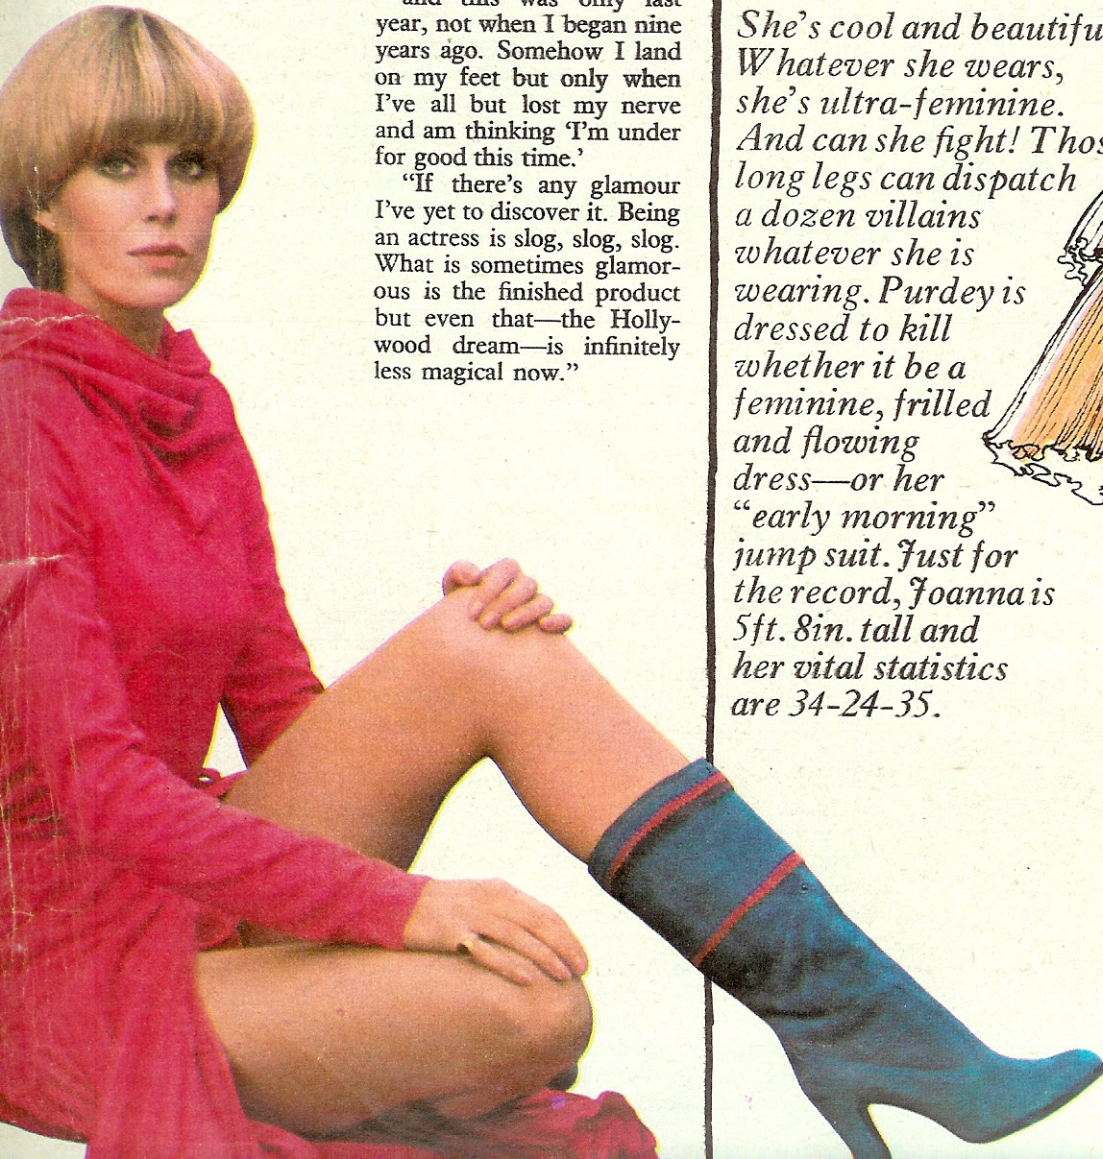 and this was only last
year, not when I began nine
years ago. Somehow I land
on my feet but only when
I've all but lost my nerve
and am thinking 'I'm under
for good this time.'
"If there's any glamour
I've yet to discover it. Being
an actress is slog, slog, slog.
What is sometimes glamor-
ous is the finished product
but even that—the Holly-
wood dream—is infinitely
less magical now."
She's cool and beautifu
Whatever she wears,
she's ultra-feminine.
And can she fight! Thos
long legs can dispatch
a dozen villains
whatever she is
wearing. Purdey is
dressed to kill
whether it be a
feminine, frilled
and flowing
dress—or her
"early morning"
jump suit. Just for
the record, Joanna is
5ft. 8in. tall and
her vital statistics
are 34-24-35.